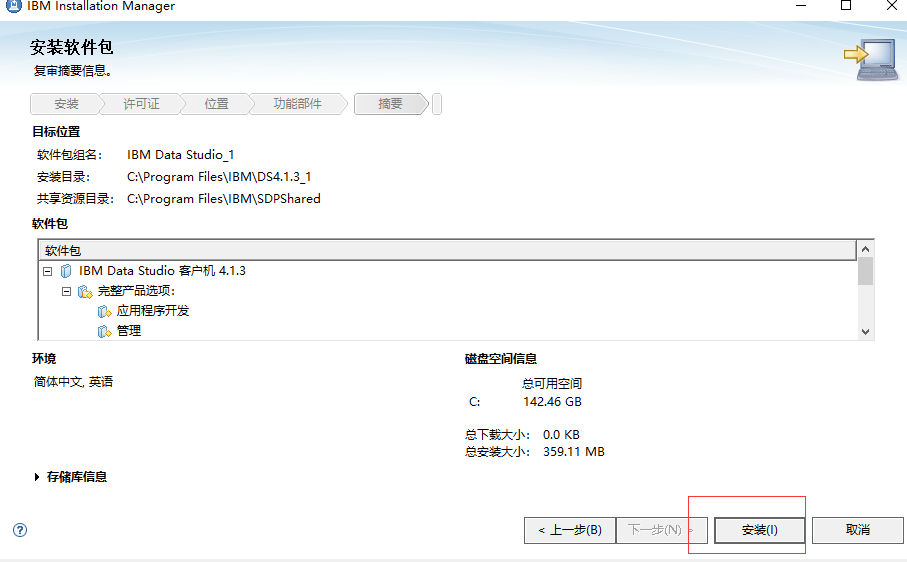 IBM Installation Manager
安装软件包
复审摘要信息。
安装 许可证 位置 功能部件 摘要
目标位置
软件包组名： IBM Data Studio_1
安装目录： C:\Program Files\IBM\DS4.1.3_1
共享资源目录： C:\Program Files\IBM\SDPShared
软件包
软件包
IBM Data Studio 客户机 4.1.3
完整产品选项：
应用程序开发
管理
环境
简体中文, 英语
磁盘空间信息
总可用空间
C: 142.46 GB
总下载大小： 0.0 KB
总安装大小： 359.11 MB
存储库信息
< 上一步(B) 下一步(N) > 安装(I) 取消